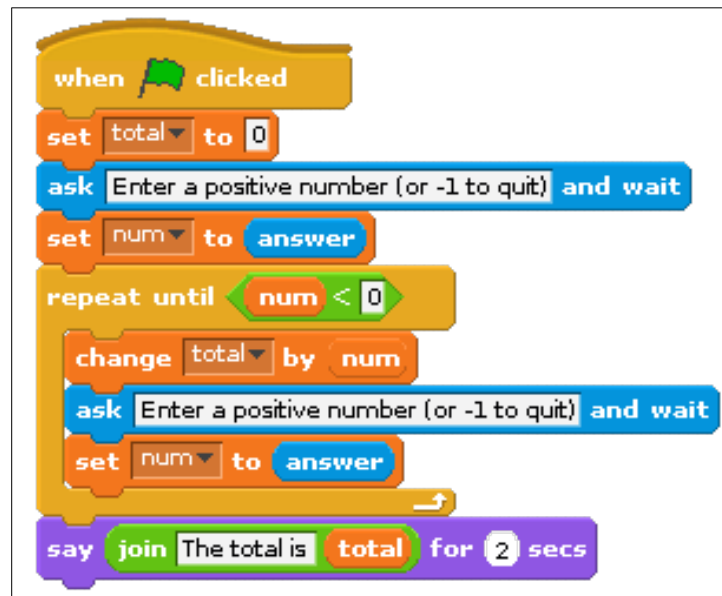 when clicked
set total to 0
ask Enter a positive number (or -1 to quit) and wait
set num to answer
repeat until num < 0
change total by num
ask Enter a positive number (or -1 to quit) and wait
set num to answer
say join The total is total for 2 secs